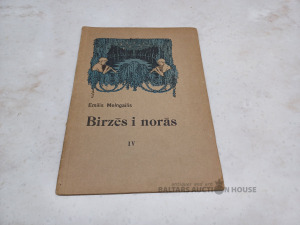 Emilis Melngailis
Birzēs i norās
IV
BALTARS AUCTION HOUSE